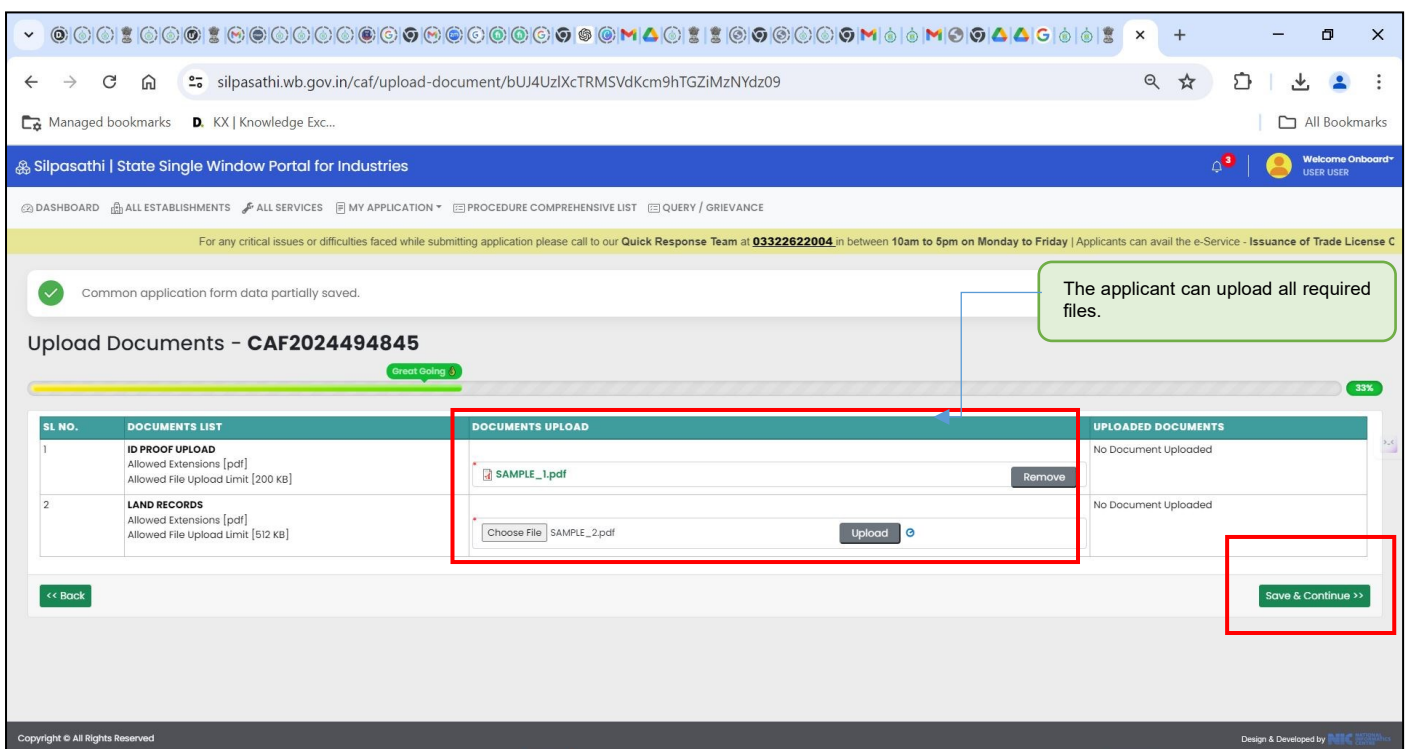 silpasathi.wb.gov.in/caf/upload-document/bUJ4UzlXcTRMSVdKcm9hTGZiMzNYdz09
Managed bookmarks D. KX | Knowledge Exc... All Bookmarks
Silpasathi | State Single Window Portal for Industries 3 Welcome Onboard
USER USER
DASHBOARD ALL ESTABLISHMENTS ALL SERVICES MY APPLICATION PROCEDURE COMPREHENSIVE LIST QUERY / GRIEVANCE
For any critical issues or difficulties faced while submitting application please call to our Quick Response Team at 03322622004 in between 10am to 5pm on Monday to Friday | Applicants can avail the e-Service - Issuance of Trade License C
Common application form data partially saved.
The applicant can upload all required
files.
Upload Documents - CAF2024494845
Great Going
33%
SL NO. DOCUMENTS LIST DOCUMENTS UPLOAD UPLOADED DOCUMENTS
1 ID PROOF UPLOAD No Document Uploaded
Allowed Extensions [pdf]
Allowed File Upload Limit [200 KB]
* SAMPLE_1.pdf Remove
2 LAND RECORDS No Document Uploaded
Allowed Extensions [pdf]
Allowed File Upload Limit [512 KB]
* Choose File SAMPLE_2.pdf Upload
<< Back Save & Continue >>
Copyright © All Rights Reserved Design & Developed by NIC NATIONAL INFORMATICS CENTRE